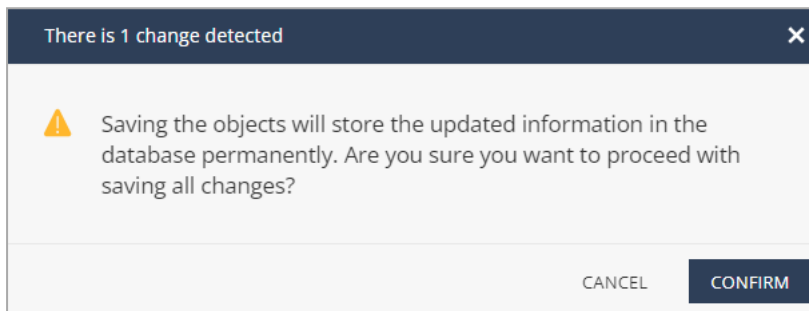 There is 1 change detected
Saving the objects will store the updated information in the
database permanently. Are you sure you want to proceed with
saving all changes?
CANCEL CONFIRM